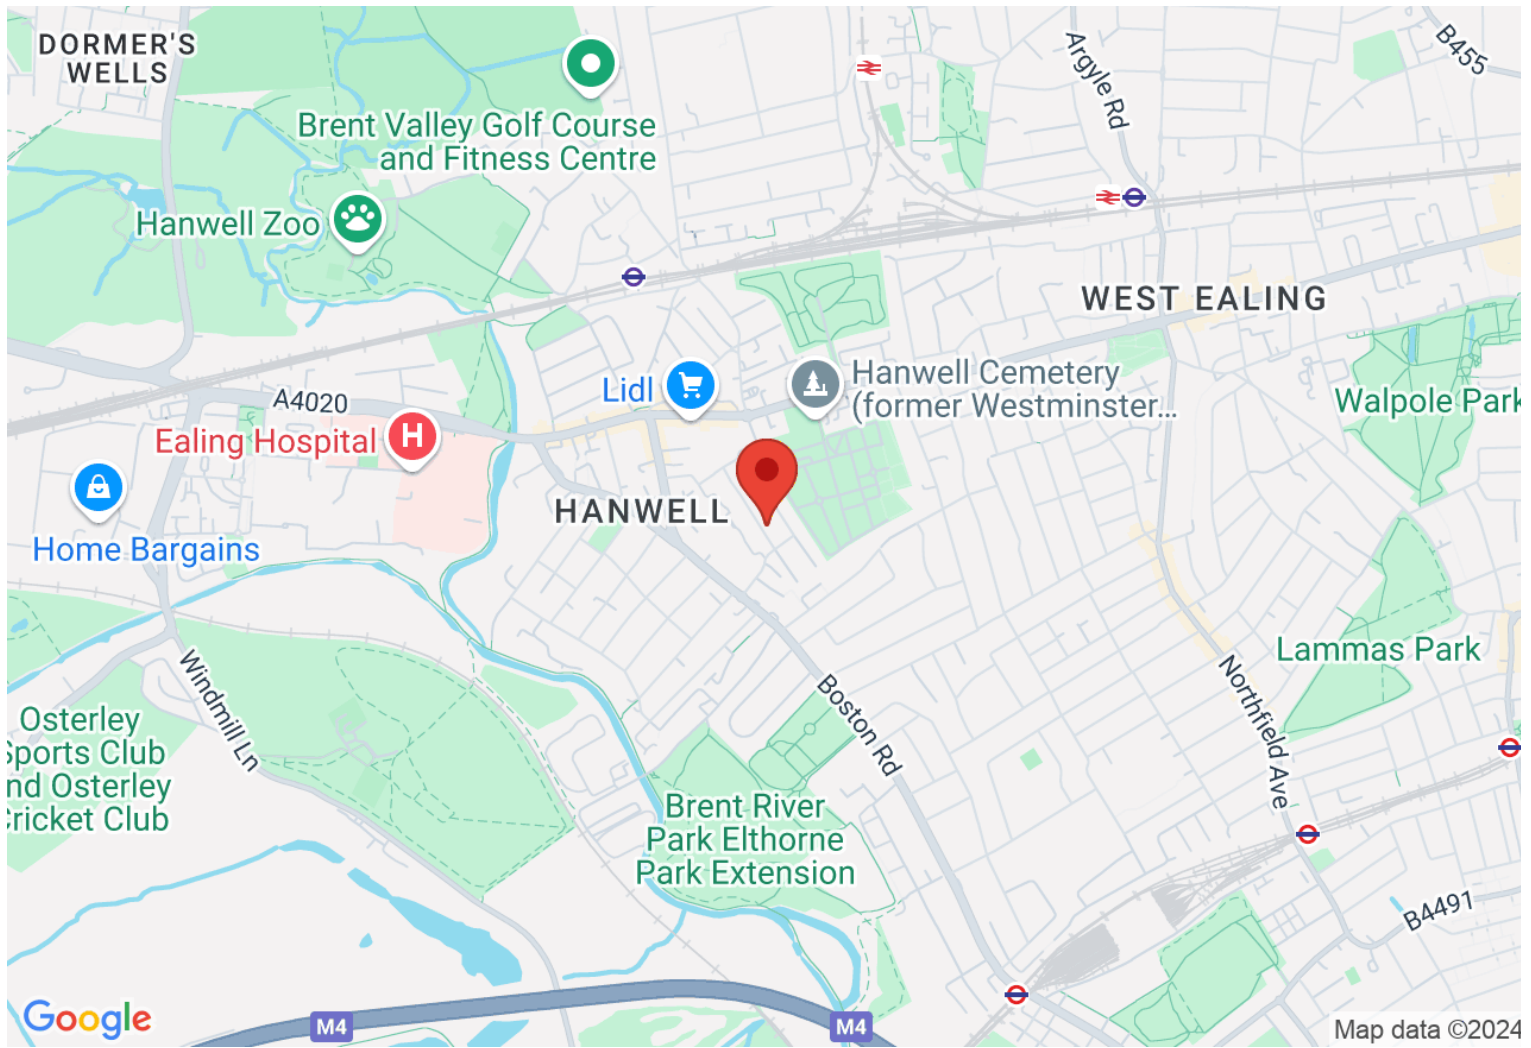 DORMER'S
WELLS
B455
Argyle Rd
Brent Valley Golf Course
and Fitness Centre
Hanwell Zoo
WEST EALING
Lidl
Hanwell Cemetery
(former Westminster...
Walpole Park
A4020
Ealing Hospital
H
HANWELL
Home Bargains
Lammas Park
Windmill Ln
Northfield Ave
Boston Rd
Osterley
Sports Club
nd Osterley
Cricket Club
Brent River
Park Elthorne
Park Extension
B4491
Google
M4
M4
Map data ©2024